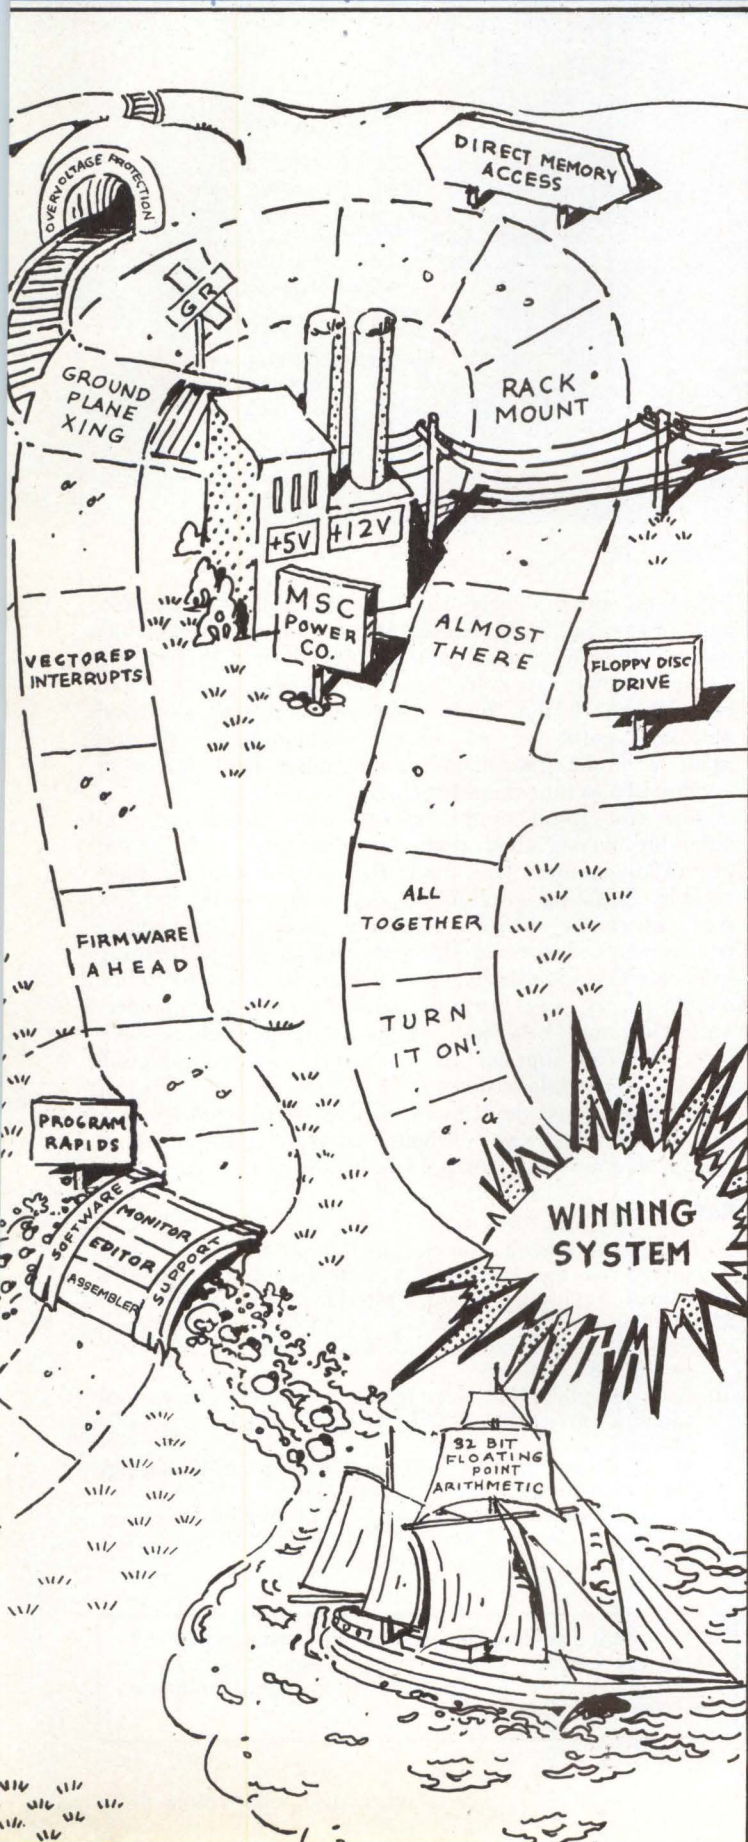 OVERVOLTAGE PROTECTION
DIRECT MEMORY
ACCESS
GR
GROUND
PLANE
XING
RACK
MOUNT
+5V
+12V
MSC
POWER
CO.
ALMOST
THERE
VECTORED
INTERRUPTS
FLOPPY DISC
DRIVE
ALL
TOGETHER
FIRMWARE
AHEAD
TURN
IT ON!
PROGRAM
RAPIDS
SOFTWARE
MONITOR
EDITOR
ASSEMBLER
SUPPORT
WINNING
SYSTEM
32 BIT
FLOATING
POINT
ARITHMETIC